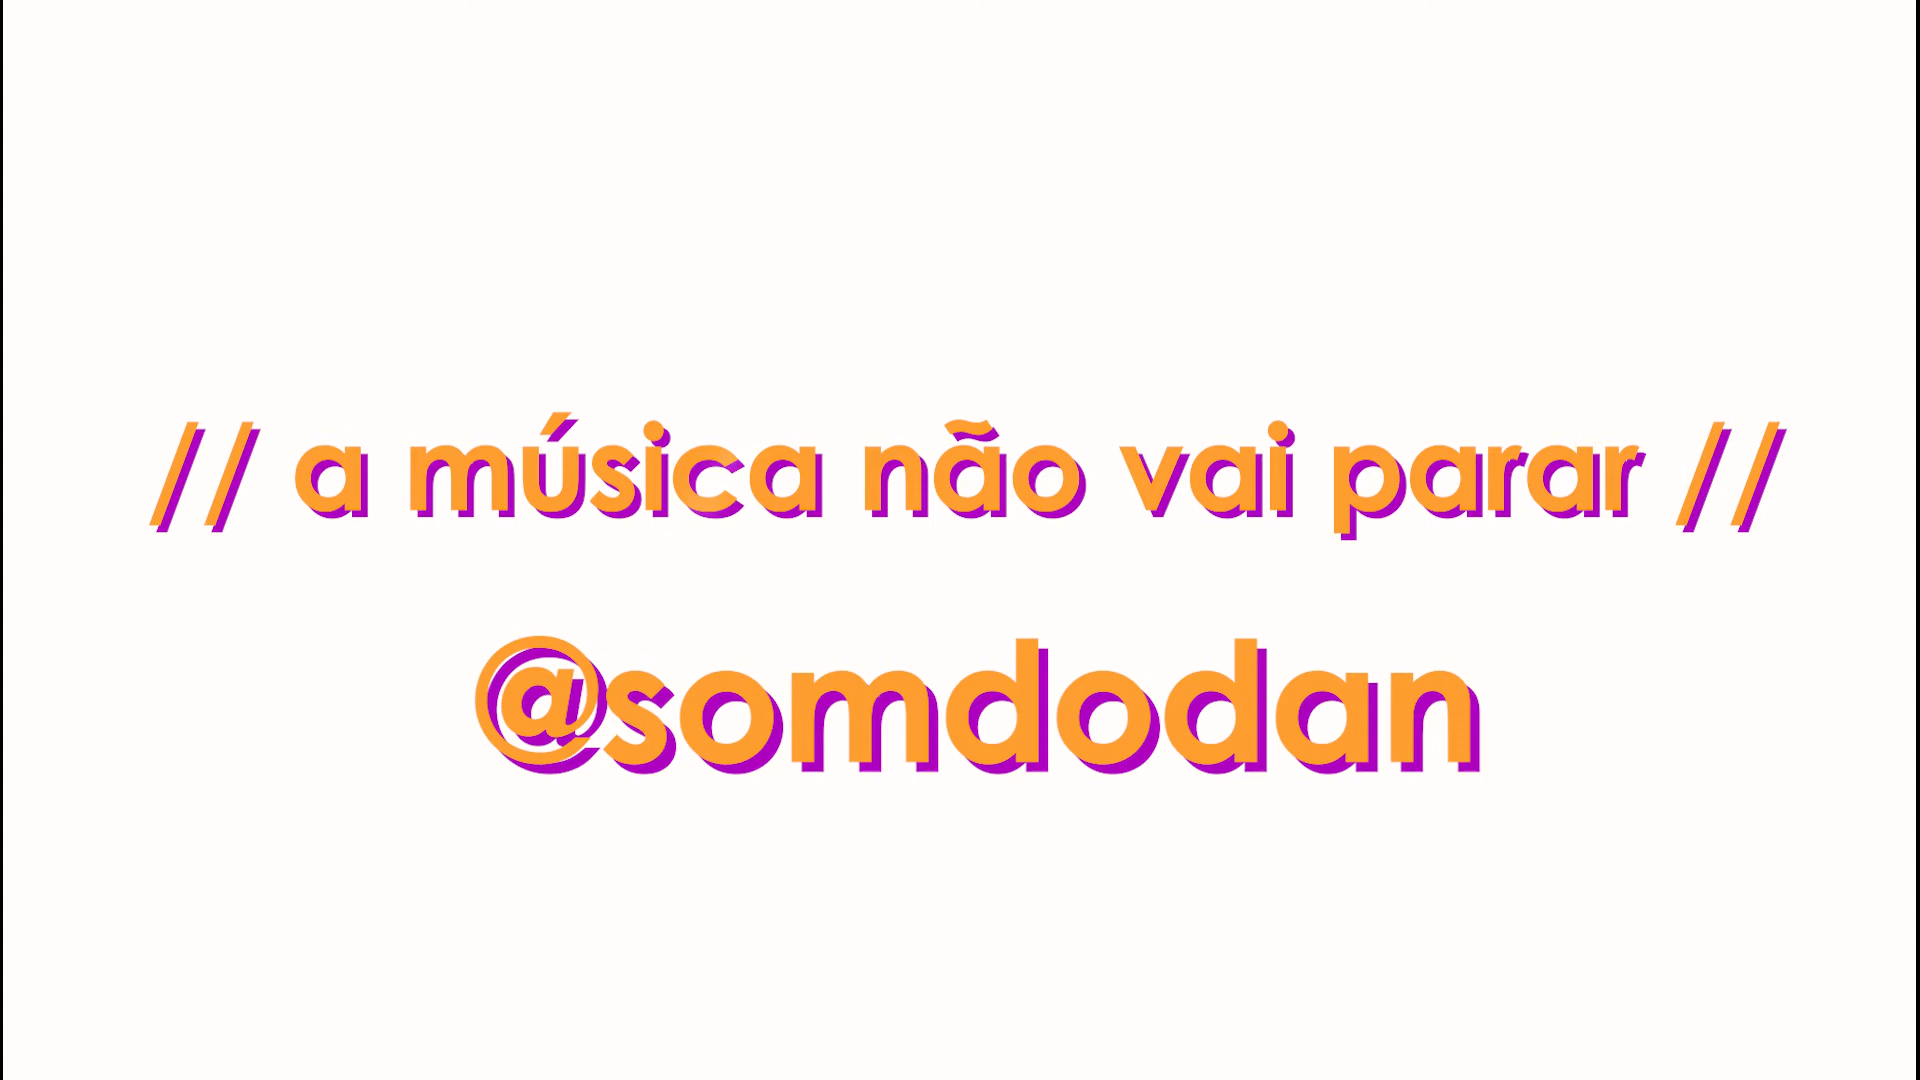 // a música não vai parar //
@somdodan